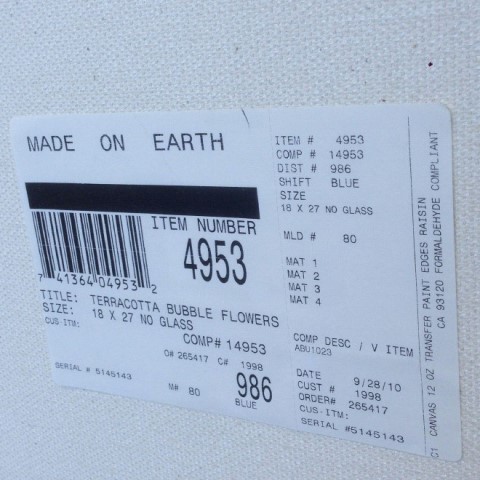 MADE ON EARTH
ITEM NUMBER
4953
7 41364 04953 2
TITLE: TERRACOTTA BUBBLE FLOWERS
SIZE: 18 X 27 NO GLASS
CUS-ITM:
COMP# 14953
O# 265417 C# 1998
SERIAL # 5145143
M# 80
986
BLUE
ITEM # 4953
COMP # 14953
DIST # 986
SHIFT BLUE
SIZE
18 X 27 NO GLASS
MLD # 80
MAT 1
MAT 2
MAT 3
MAT 4
COMP DESC / V ITEM
ABU1023
DATE 9/28/10
CUST # 1998
ORDER# 265417
CUS-ITM:
SERIAL #5145143
C1 CANVAS 12 OZ TRANSFER PAINT EDGES RAISIN
CA 93120 FORMALDEHYDE COMPLIANT